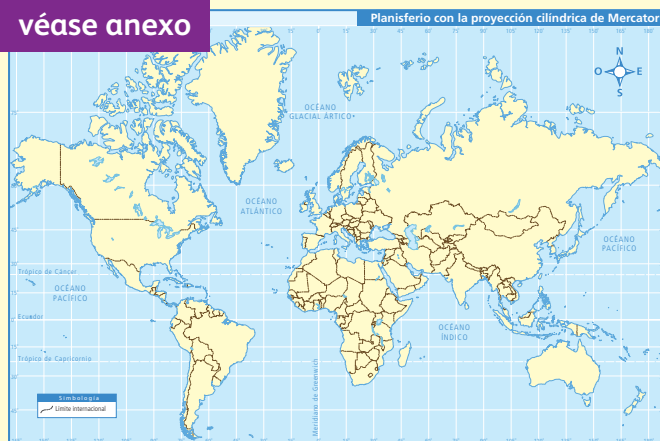 véase anexo
Planisferio con la proyección cilíndrica de Mercator
N
O E
S
OCÉANO
GLACIAL ÁRTICO
OCÉANO
ATLÁNTICO
OCÉANO
PACÍFICO
Trópico de Cáncer
OCÉANO
PACÍFICO
Ecuador
OCÉANO
ÍNDICO
Trópico de Capricornio
Meridiano de Greenwich
Simbología
Límite internacional